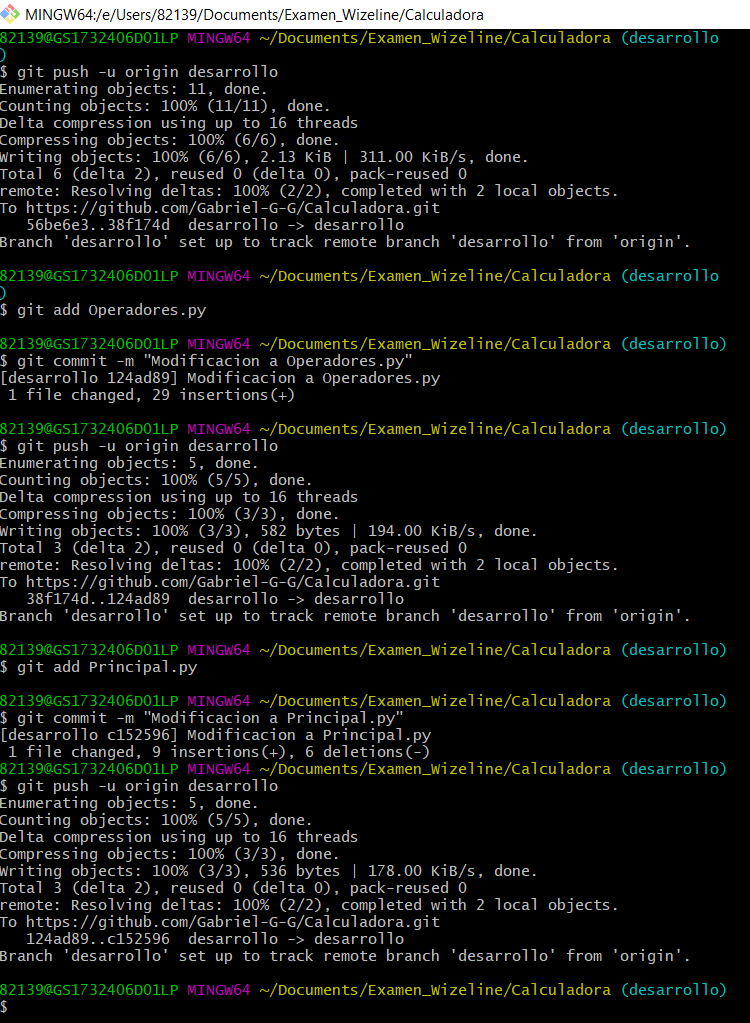 MINGW64:/e/Users/82139/Documents/Examen_Wizeline/Calculadora
82139@GS1732406D01LP MINGW64 ~/Documents/Examen_Wizeline/Calculadora (desarrollo
)
$ git push -u origin desarrollo
Enumerating objects: 11, done.
Counting objects: 100% (11/11), done.
Delta compression using up to 16 threads
Compressing objects: 100% (6/6), done.
Writing objects: 100% (6/6), 2.13 KiB | 311.00 KiB/s, done.
Total 6 (delta 2), reused 0 (delta 0), pack-reused 0
remote: Resolving deltas: 100% (2/2), completed with 2 local objects.
To https://github.com/Gabriel-G-G/Calculadora.git
56be6e3..38f174d desarrollo -> desarrollo
Branch 'desarrollo' set up to track remote branch 'desarrollo' from 'origin'.
82139@GS1732406D01LP MINGW64 ~/Documents/Examen_Wizeline/Calculadora (desarrollo
)
$ git add Operadores.py
82139@GS1732406D01LP MINGW64 ~/Documents/Examen_Wizeline/Calculadora (desarrollo)
$ git commit -m "Modificacion a Operadores.py"
[desarrollo 124ad89] Modificacion a Operadores.py
1 file changed, 29 insertions(+)
82139@GS1732406D01LP MINGW64 ~/Documents/Examen_Wizeline/Calculadora (desarrollo)
$ git push -u origin desarrollo
Enumerating objects: 5, done.
Counting objects: 100% (5/5), done.
Delta compression using up to 16 threads
Compressing objects: 100% (3/3), done.
Writing objects: 100% (3/3), 582 bytes | 194.00 KiB/s, done.
Total 3 (delta 2), reused 0 (delta 0), pack-reused 0
remote: Resolving deltas: 100% (2/2), completed with 2 local objects.
To https://github.com/Gabriel-G-G/Calculadora.git
38f174d..124ad89 desarrollo -> desarrollo
Branch 'desarrollo' set up to track remote branch 'desarrollo' from 'origin'.
82139@GS1732406D01LP MINGW64 ~/Documents/Examen_Wizeline/Calculadora (desarrollo)
$ git add Principal.py
82139@GS1732406D01LP MINGW64 ~/Documents/Examen_Wizeline/Calculadora (desarrollo)
$ git commit -m "Modificacion a Principal.py"
[desarrollo c152596] Modificacion a Principal.py
1 file changed, 9 insertions(+), 6 deletions(-)
82139@GS1732406D01LP MINGW64 ~/Documents/Examen_Wizeline/Calculadora (desarrollo)
$ git push -u origin desarrollo
Enumerating objects: 5, done.
Counting objects: 100% (5/5), done.
Delta compression using up to 16 threads
Compressing objects: 100% (3/3), done.
Writing objects: 100% (3/3), 536 bytes | 178.00 KiB/s, done.
Total 3 (delta 2), reused 0 (delta 0), pack-reused 0
remote: Resolving deltas: 100% (2/2), completed with 2 local objects.
To https://github.com/Gabriel-G-G/Calculadora.git
124ad89..c152596 desarrollo -> desarrollo
Branch 'desarrollo' set up to track remote branch 'desarrollo' from 'origin'.
82139@GS1732406D01LP MINGW64 ~/Documents/Examen_Wizeline/Calculadora (desarrollo)
$